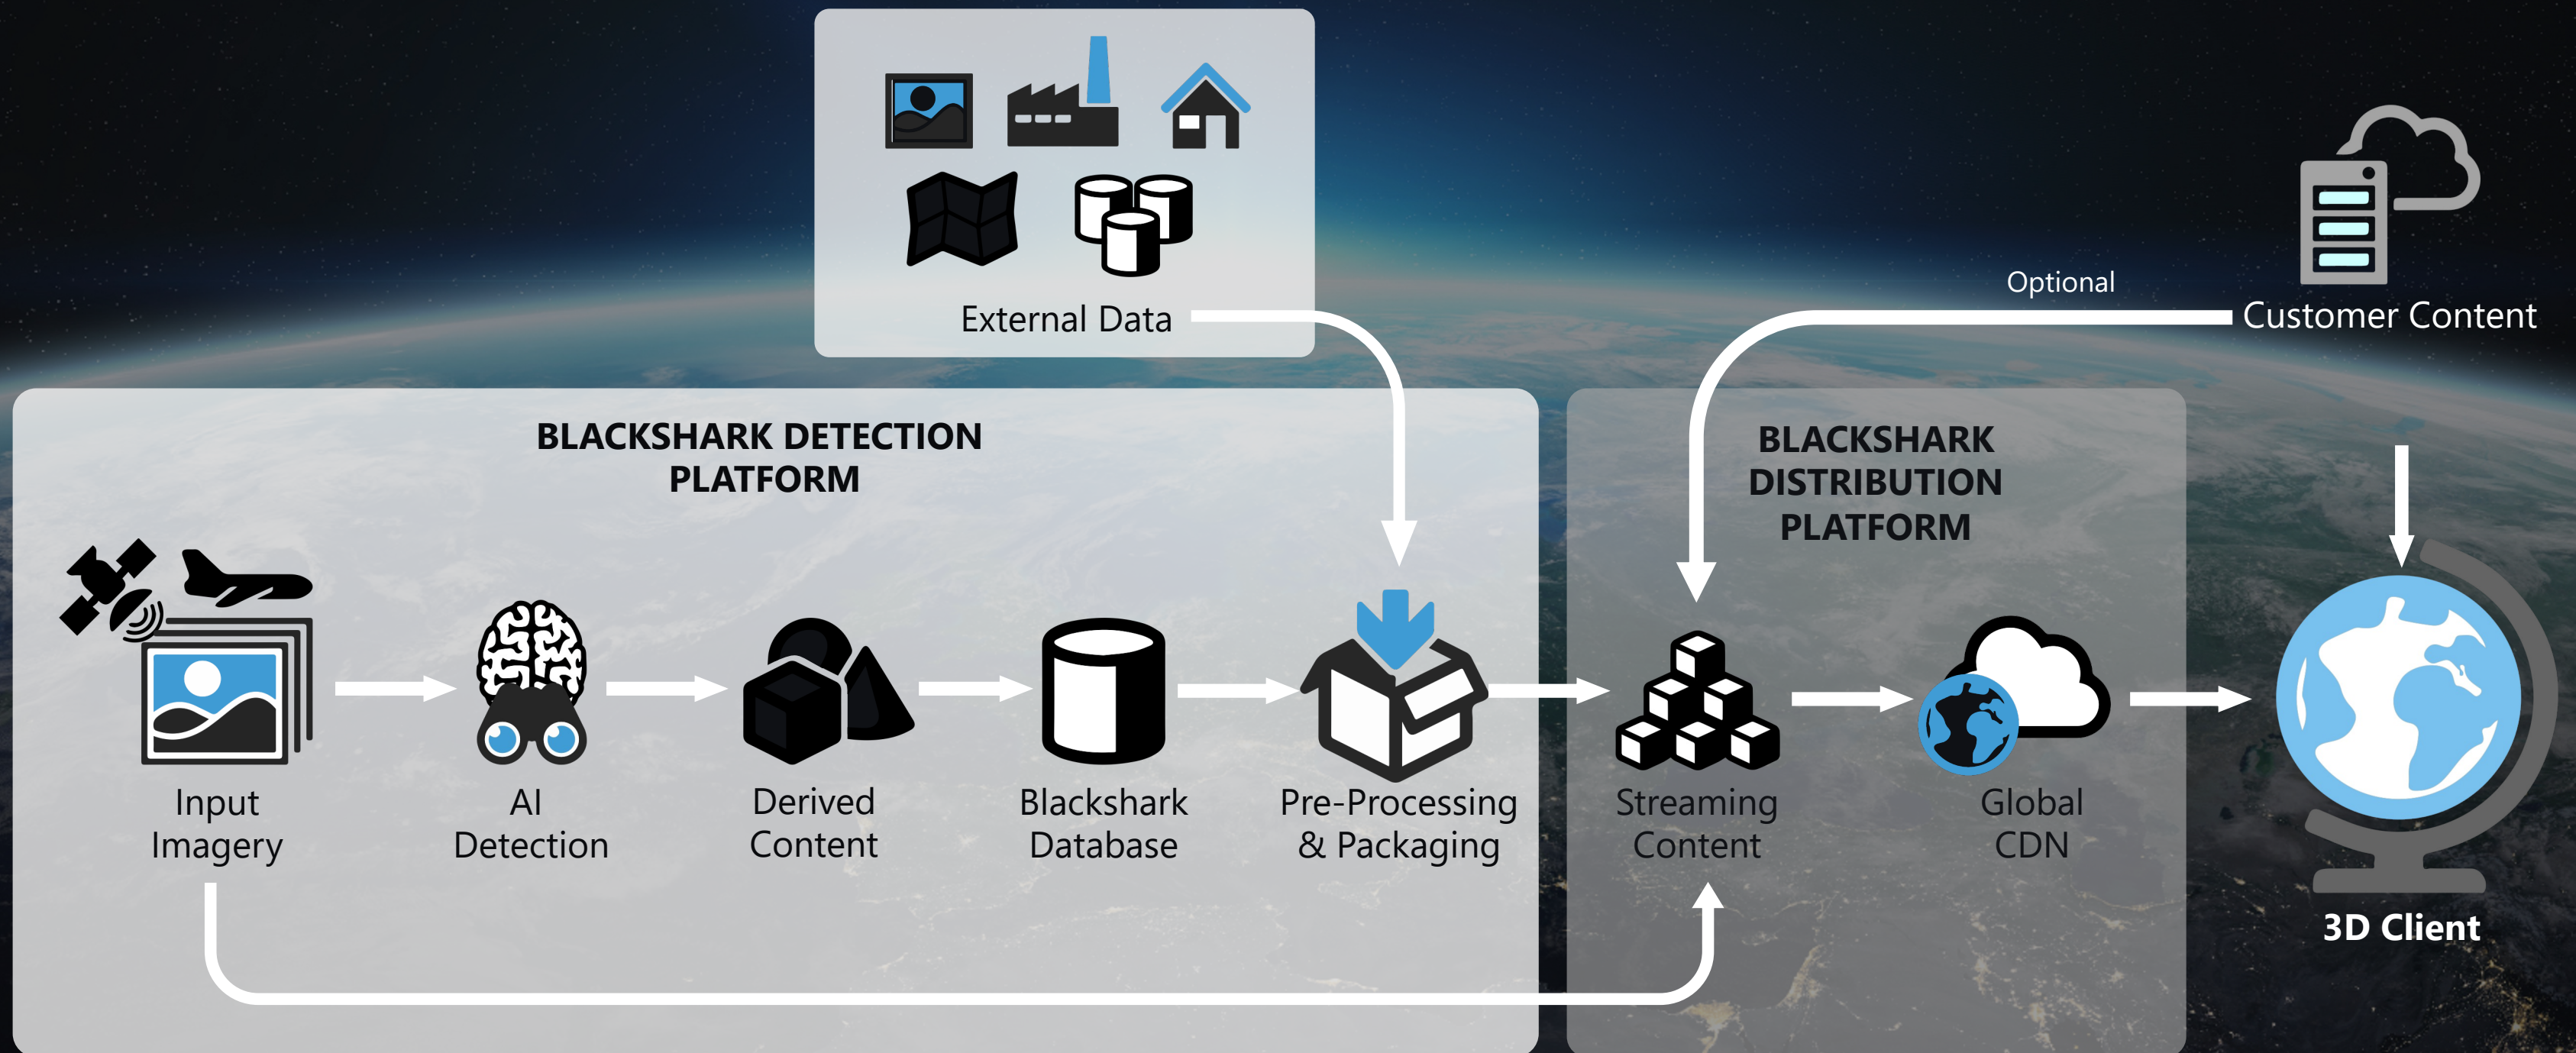 External Data
Optional
Customer Content
BLACKSHARK DETECTION
PLATFORM
BLACKSHARK
DISTRIBUTION
PLATFORM
Input
Imagery
AI
Detection
Derived
Content
Blackshark
Database
Pre-Processing
& Packaging
Streaming
Content
Global
CDN
3D Client